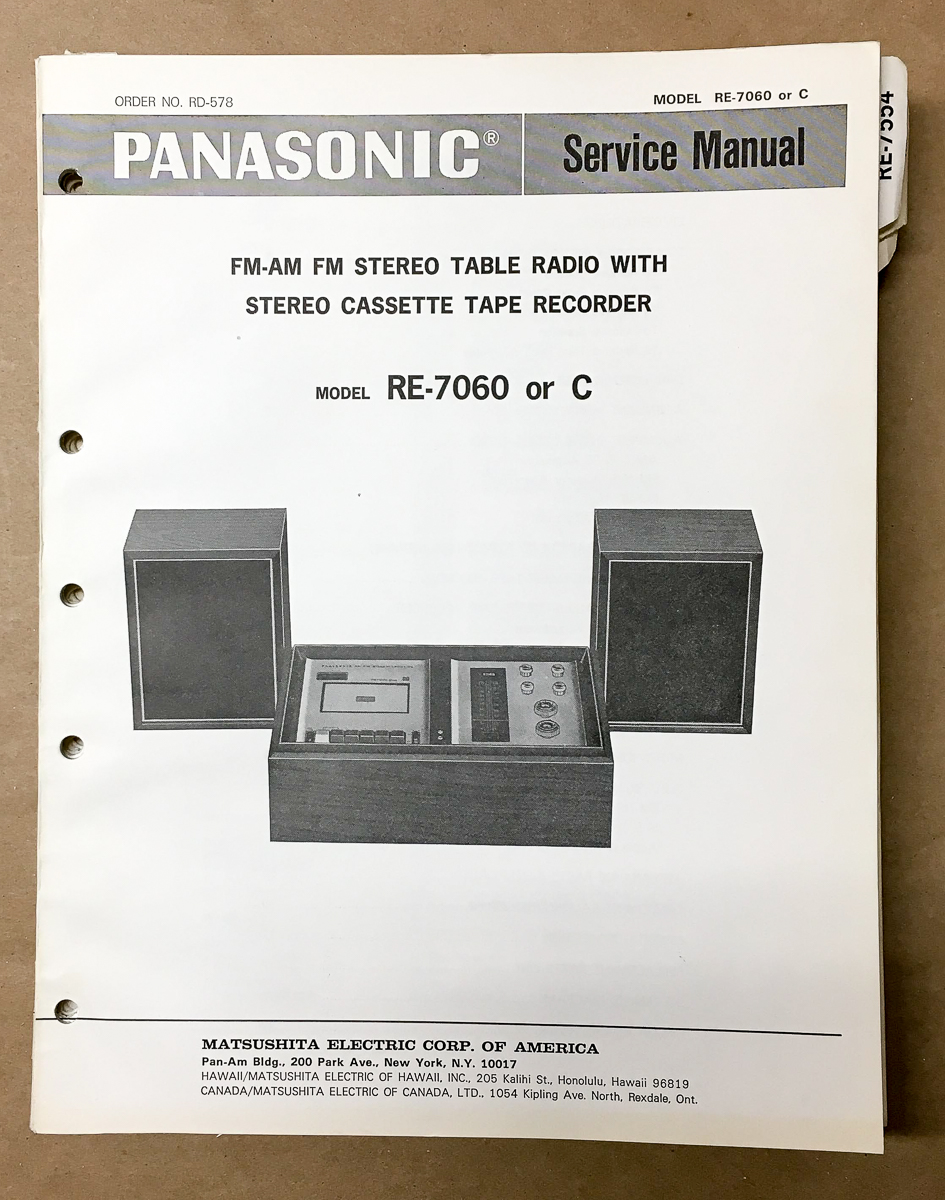 ORDER NO. RD-578
MODEL RE-7060 or C
PANASONIC®
Service Manual
RE-7554
FM-AM FM STEREO TABLE RADIO WITH
STEREO CASSETTE TAPE RECORDER
MODEL RE-7060 or C
MATSUSHITA ELECTRIC CORP. OF AMERICA
Pan-Am Bldg., 200 Park Ave., New York, N.Y. 10017
HAWAII/MATSUSHITA ELECTRIC OF HAWAII, INC., 205 Kalihi St., Honolulu, Hawaii 96819
CANADA/MATSUSHITA ELECTRIC OF CANADA, LTD., 1054 Kipling Ave. North, Rexdale, Ont.